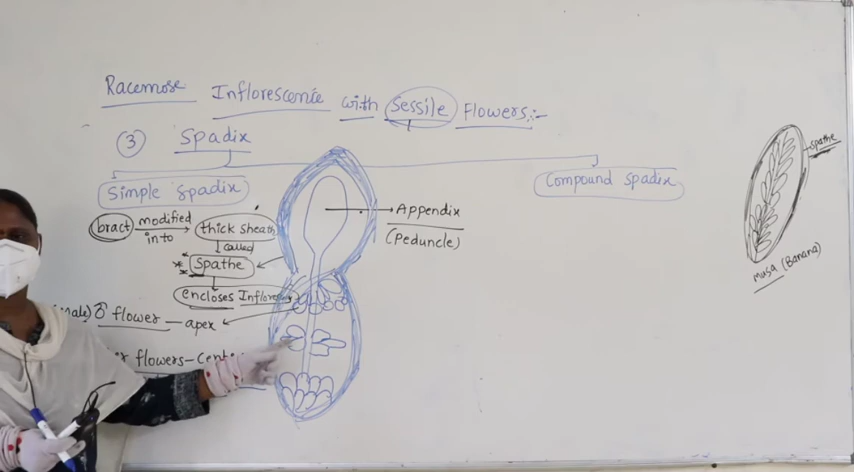 Racemose Inflorescence with Sessile Flowers:-
③ Spadix
Simple Spadix
Compound Spadix
bract modified into thick sheath
called
Spathe
encloses Inflores
Appendix
(Peduncle)
♂ flower — apex
flowers - Cent
spathe
musa (Banana)